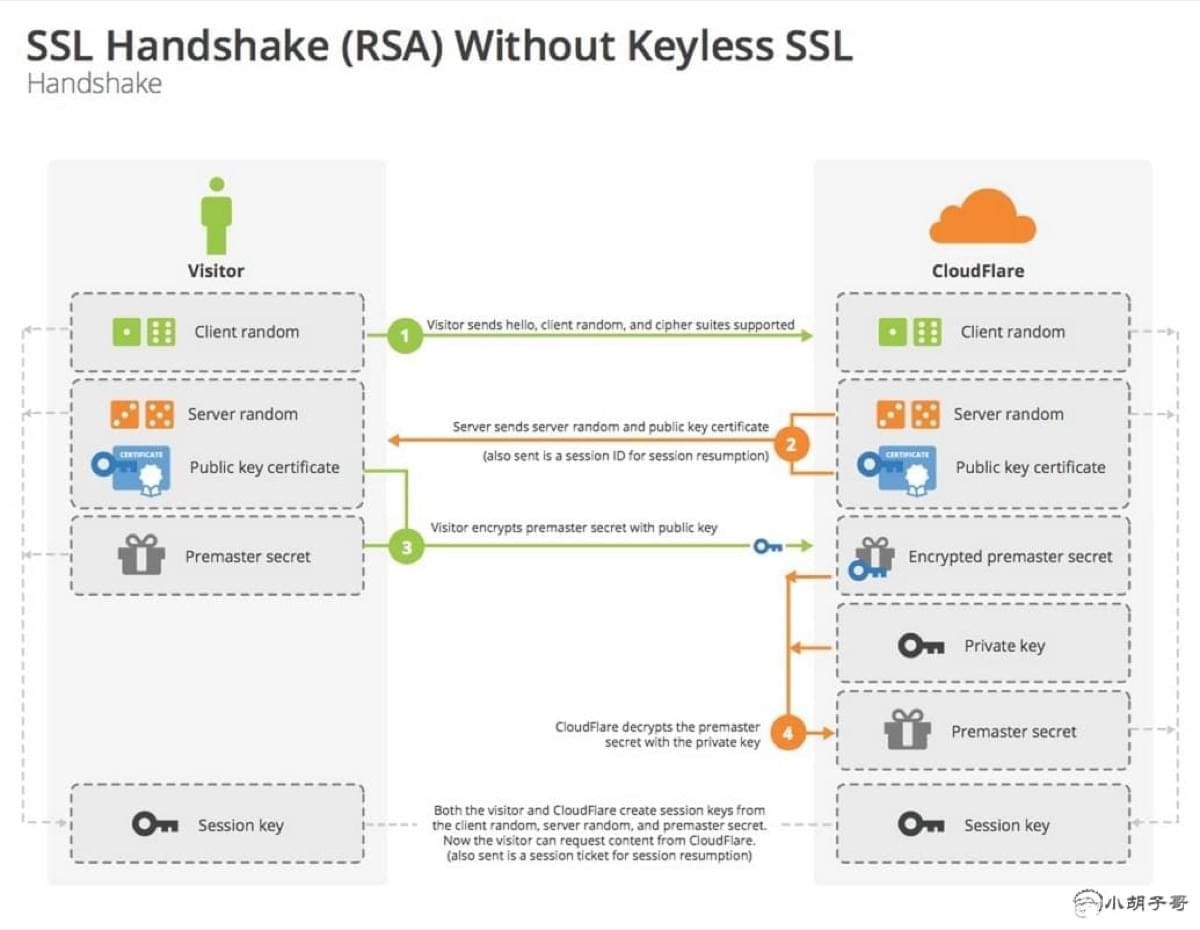 SSL Handshake (RSA) Without Keyless SSL
Handshake
Visitor
CloudFlare
Client random
1
Visitor sends hello, client random, and cipher suites supported
Client random
Server random
Server sends server random and public key certificate
2
Server random
CERTIFICATE
Public key certificate
(also sent is a session ID for session resumption)
CERTIFICATE
Public key certificate
Premaster secret
3
Visitor encrypts premaster secret with public key
Encrypted premaster secret
Private key
CloudFlare decrypts the premaster
secret with the private key
4
Premaster secret
Session key
Both the visitor and CloudFlare create session keys from
the client random, server random, and premaster secret.
Now the visitor can request content from CloudFlare.
(also sent is a session ticket for session resumption)
Session key
小胡子哥